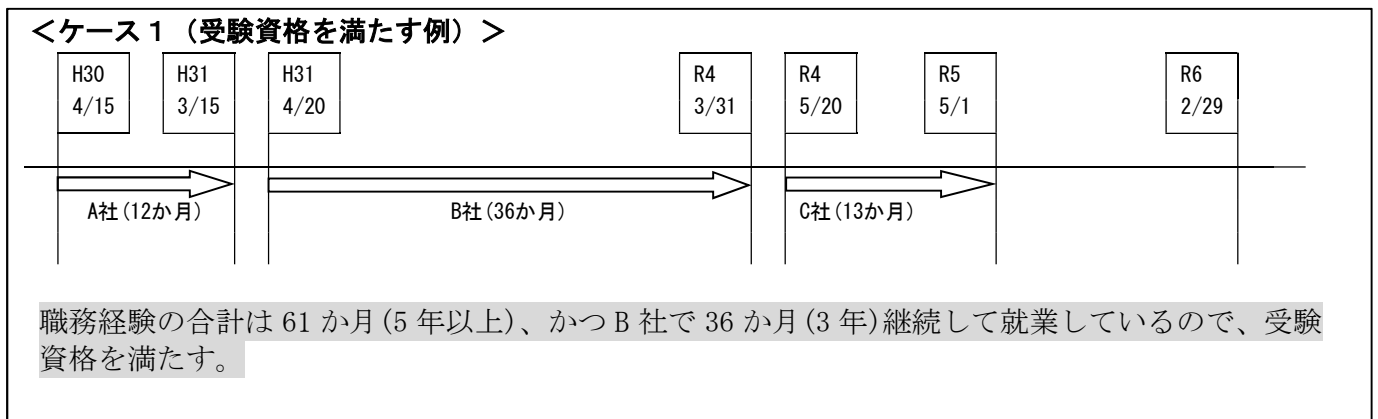 ＜ケース１（受験資格を満たす例）＞
H30 H31 H31 R4 R4 R5 R6
4/15 3/15 4/20 3/31 5/20 5/1 2/29
A社(12か月) B社(36か月) C社(13か月)
職務経験の合計は 61 か月(5 年以上)、かつ B 社で 36 か月(3 年)継続して就業しているので、受験
資格を満たす。